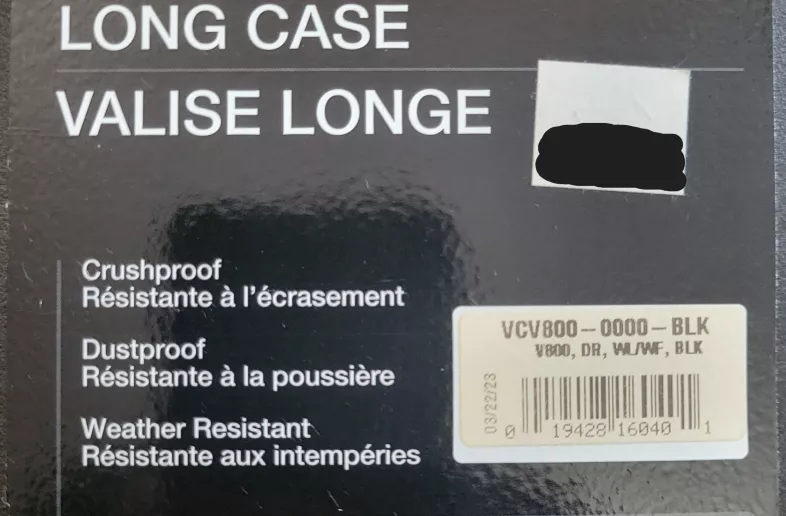 LONG CASE
VALISE LONGE
Crushproof
Résistante à l'écrasement
Dustproof
Résistante à la poussière
Weather Resistant
Résistante aux intempéries
VCV800-0000-BLK
V800, DR, WL/WF, BLK
03/22/23
0 19428 16040 1